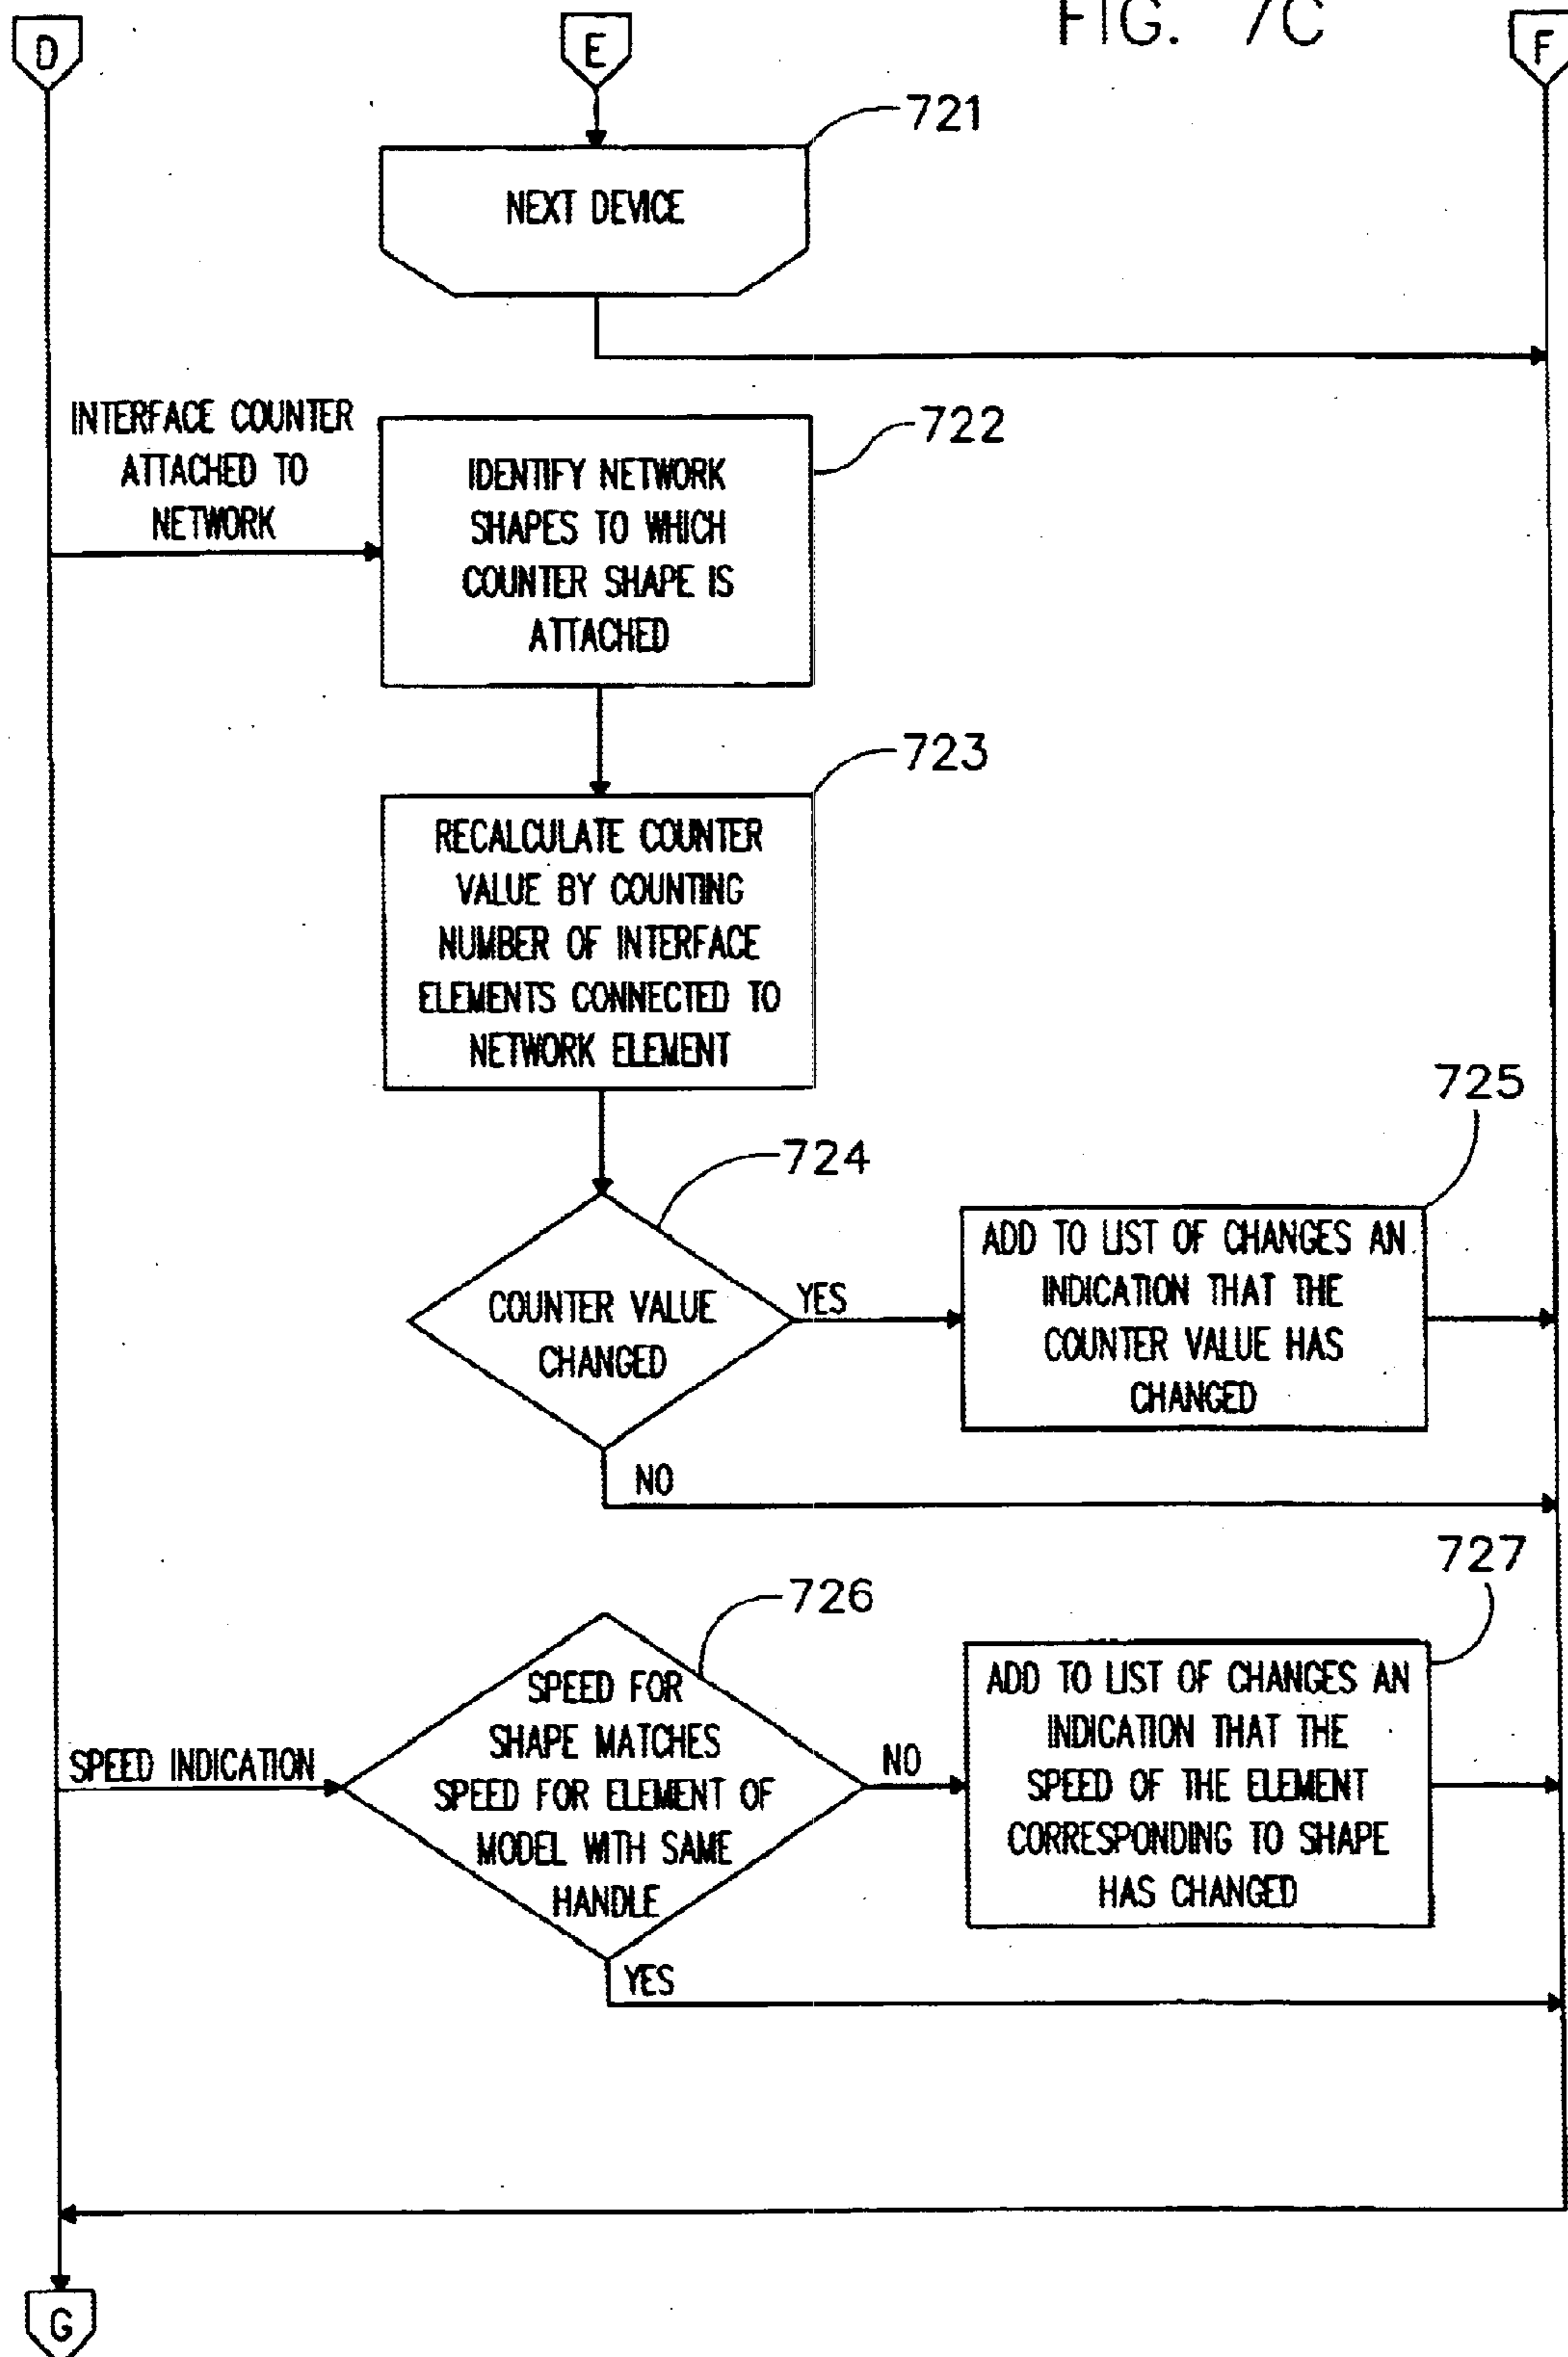 FIG. 7C
D
E
F
721
NEXT DEVICE
INTERFACE COUNTER
ATTACHED TO
NETWORK
722
IDENTIFY NETWORK
SHAPES TO WHICH
COUNTER SHAPE IS
ATTACHED
723
RECALCULATE COUNTER
VALUE BY COUNTING
NUMBER OF INTERFACE
ELEMENTS CONNECTED TO
NETWORK ELEMENT
724
COUNTER VALUE
CHANGED
YES
NO
725
ADD TO LIST OF CHANGES AN
INDICATION THAT THE
COUNTER VALUE HAS
CHANGED
SPEED INDICATION
726
SPEED FOR
SHAPE MATCHES
SPEED FOR ELEMENT OF
MODEL WITH SAME
HANDLE
NO
YES
727
ADD TO LIST OF CHANGES AN
INDICATION THAT THE
SPEED OF THE ELEMENT
CORRESPONDING TO SHAPE
HAS CHANGED
G